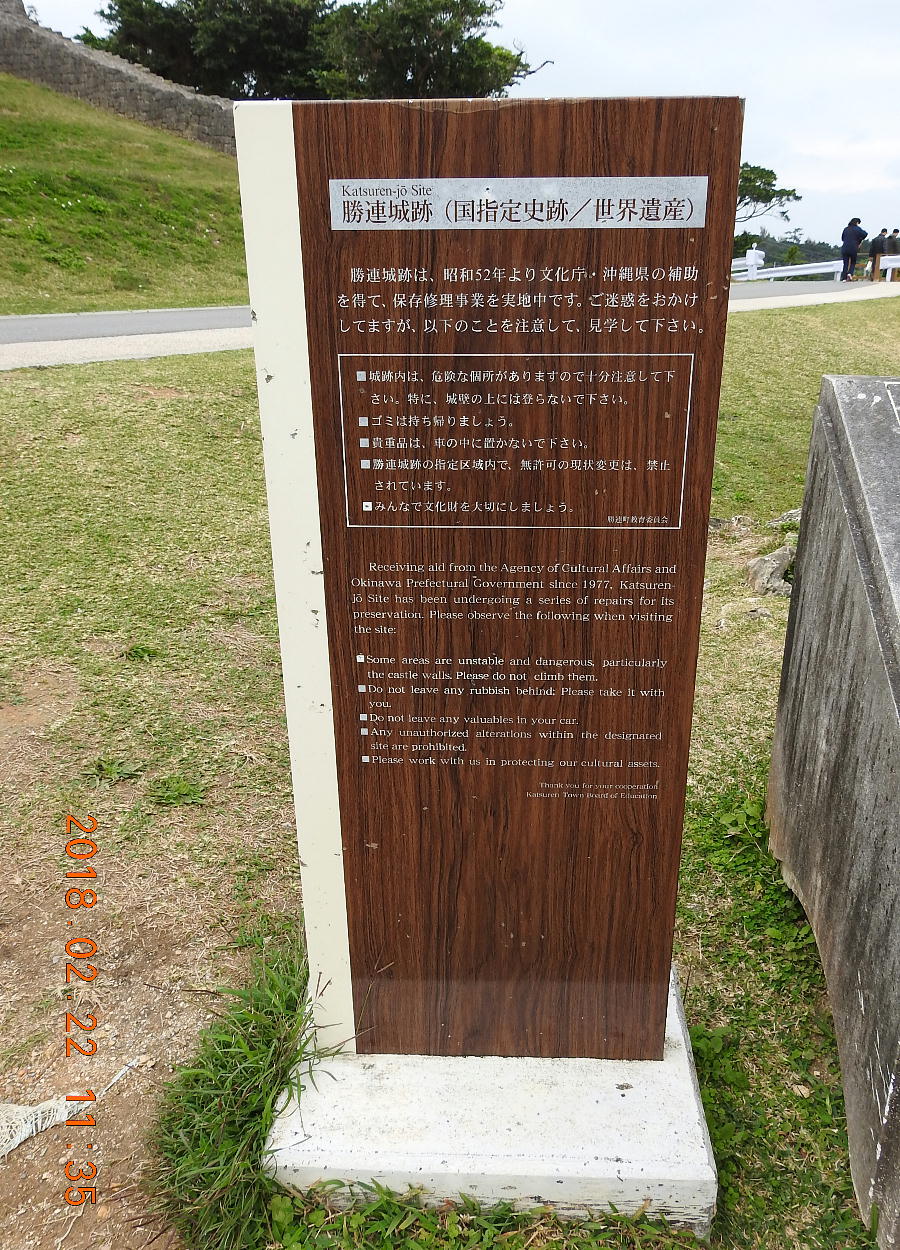 Katsuren-jō Site
勝連城跡（国指定史跡／世界遺産）
勝連城跡は、昭和52年より文化庁・沖縄県の補助
を得て、保存修理事業を実地中です。ご迷惑をおかけ
してますが、以下のことを注意して、見学して下さい。
■城跡内は、危険な個所がありますので十分注意して下
さい。特に、城壁の上には登らないで下さい。
■ゴミは持ち帰りましょう。
■貴重品は、車の中に置かないで下さい。
■勝連城跡の指定区域内で、無許可の現状変更は、禁止
されています。
■みんなで文化財を大切にしましょう。
勝連町教育委員会
Receiving aid from the Agency of Cultural Affairs and
Okinawa Prefectural Government since 1977, Katsuren-
jō Site has been undergoing a series of repairs for its
preservation. Please observe the following when visiting
the site:
■Some areas are unstable and dangerous, particularly
the castle walls. Please do not climb them.
■Do not leave any rubbish behind: Please take it with
you.
■Do not leave any valuables in your car.
■Any unauthorized alterations within the designated
site are prohibited.
■Please work with us in protecting our cultural assets.
Thank you for your cooperation
Katsuren Town Board of Education
2018.02.22 11:35